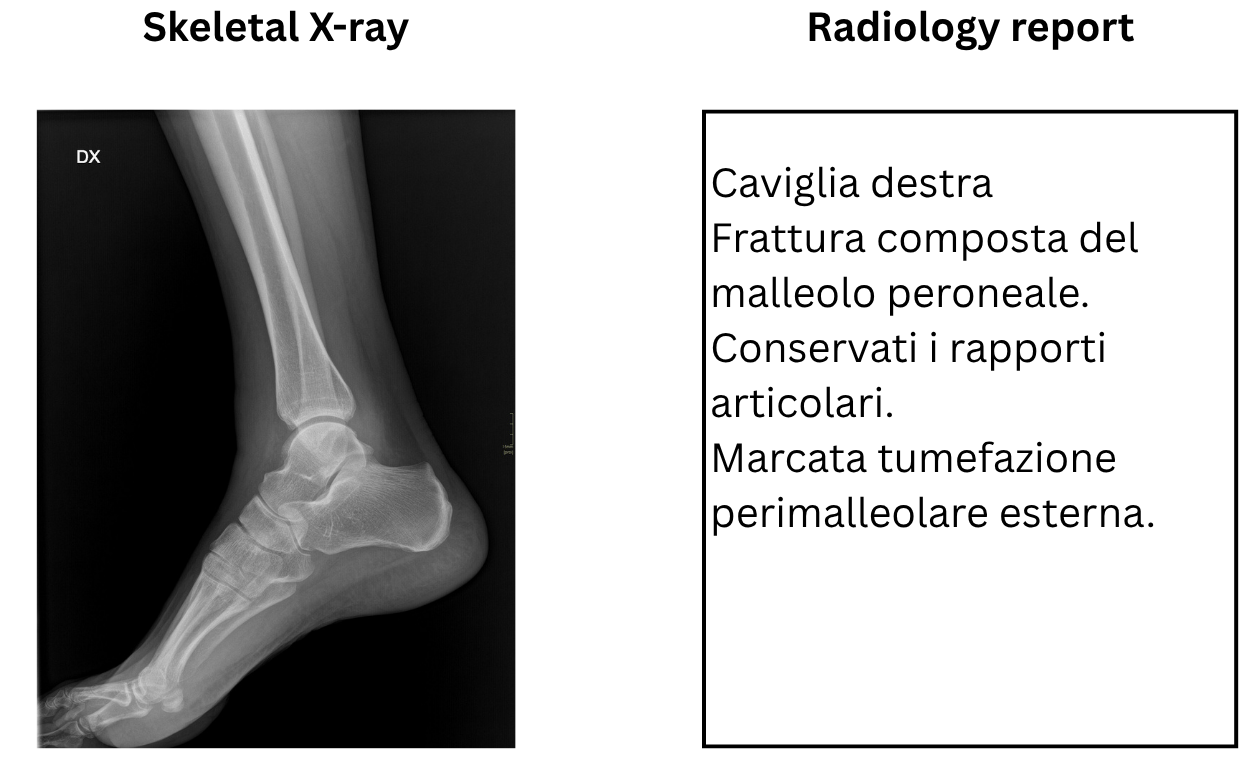 Skeletal X-ray
Radiology report
DX
Caviglia destra
Frattura composta del
malleolo peroneale.
Conservati i rapporti
articolari.
Marcata tumefazione
perimalleolare esterna.